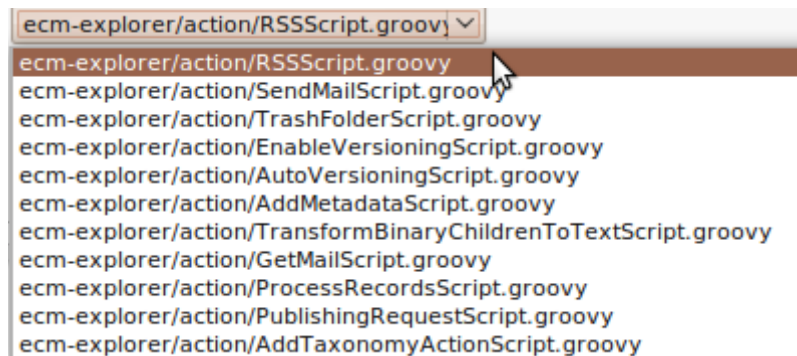 ecm-explorer/action/RSSScript.groovy
ecm-explorer/action/RSSScript.groovy
ecm-explorer/action/SendMailScript.groovy
ecm-explorer/action/TrashFolderScript.groovy
ecm-explorer/action/EnableVersioningScript.groovy
ecm-explorer/action/AutoVersioningScript.groovy
ecm-explorer/action/AddMetadataScript.groovy
ecm-explorer/action/TransformBinaryChildrenToTextScript.groovy
ecm-explorer/action/GetMailScript.groovy
ecm-explorer/action/ProcessRecordsScript.groovy
ecm-explorer/action/PublishingRequestScript.groovy
ecm-explorer/action/AddTaxonomyActionScript.groovy